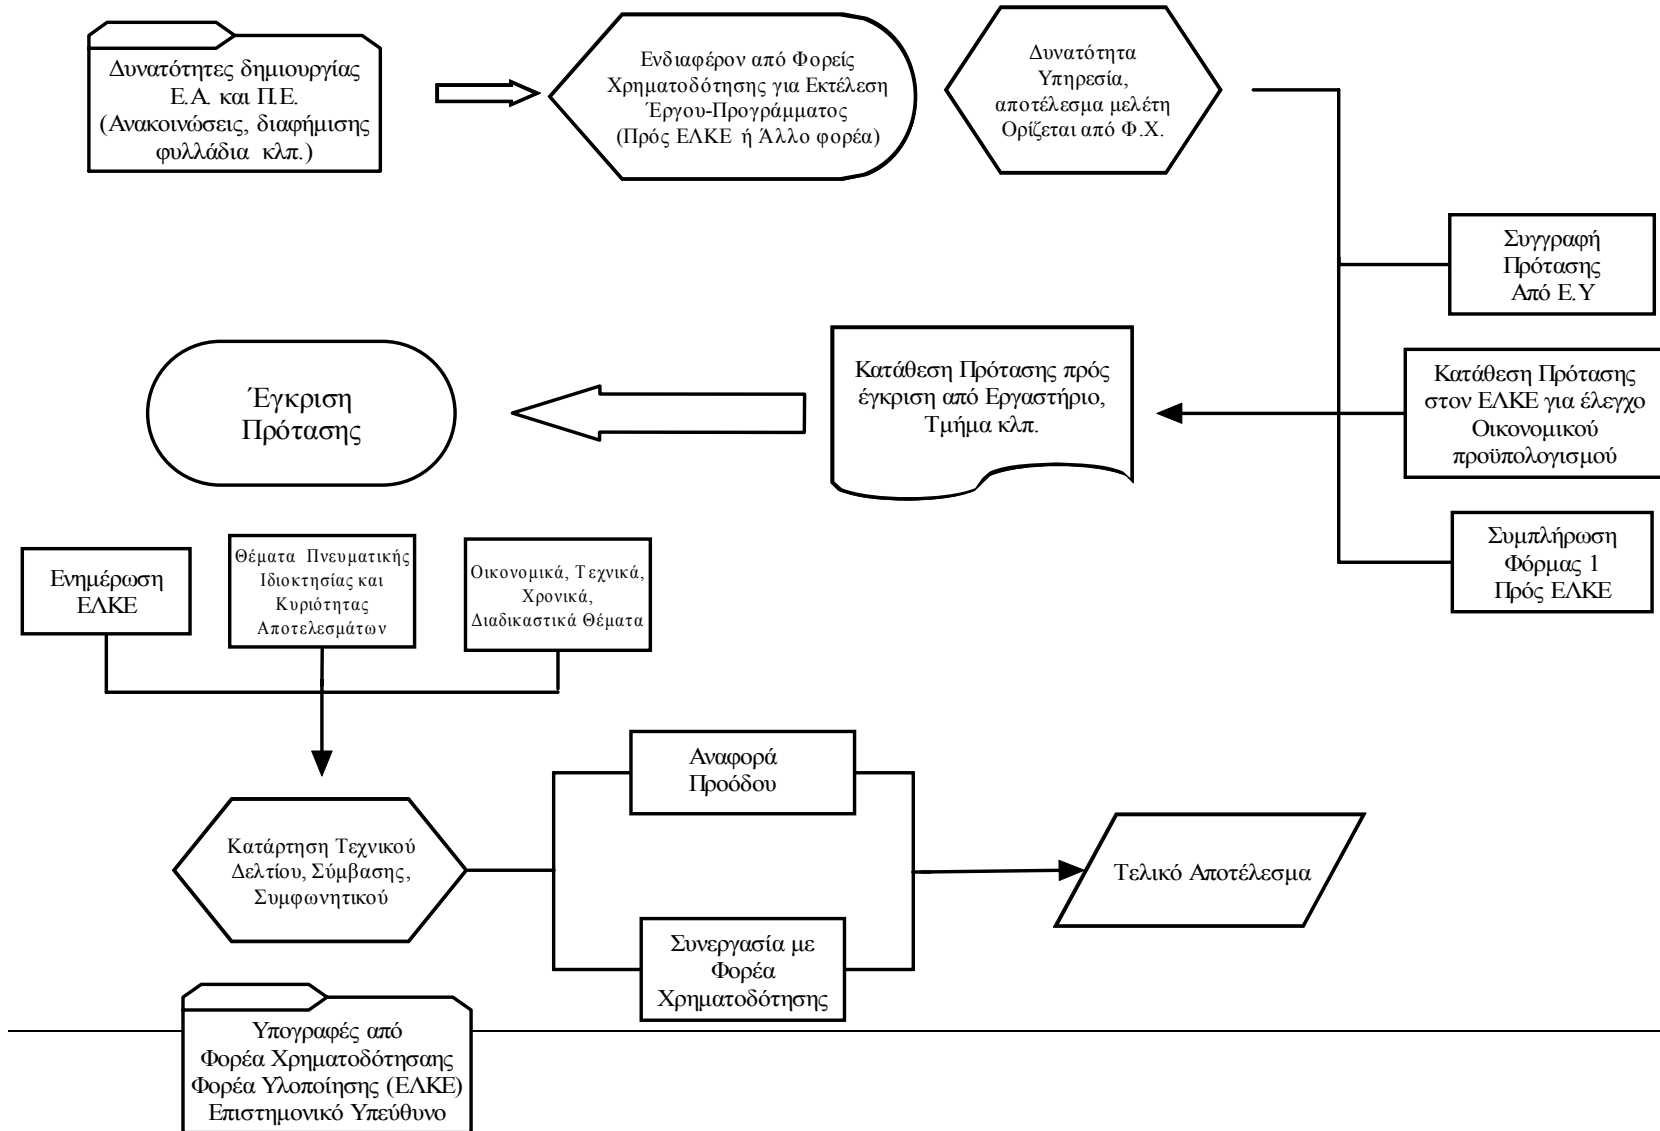 Δυνατότητες δημιουργίας
Ε.Α. και Π.Ε.
(Ανακοινώσεις, διαφήμισης
φυλλάδια κλπ.)
Ενδιαφέρον από Φορείς
Χρηματοδότησης για Εκτέλεση
Έργου-Προγράμματος
(Πρός ΕΛΚΕ ή Άλλο φορέα)
Δυνατότητα
Υπηρεσία,
αποτέλεσμα μελέτη
Ορίζεται από Φ.Χ.
Συγγραφή
Πρότασης
Από Ε.Υ
Κατάθεση Πρότασης
στον ΕΛΚΕ για έλεγχο
Οικονομικού
προϋπολογισμού
Συμπλήρωση
Φόρμας 1
Πρός ΕΛΚΕ
Κατάθεση Πρότασης πρός
έγκριση από Εργαστήριο,
Τμήμα κλπ.
Έγκριση
Πρότασης
Ενημέρωση
ΕΛΚΕ
Θέματα Πνευματικής
Ιδιοκτησίας και
Κυριότητας
Αποτελεσμάτων
Οικονομικά, Τεχνικά,
Χρονικά,
Διαδικαστικά Θέματα
Κατάρτηση Τεχνικού
Δελτίου, Σύμβασης,
Συμφωνητικού
Αναφορά
Προόδου
Συνεργασία με
Φορέα
Χρηματοδότησης
Τελικό Αποτέλεσμα
Υπογραφές από
Φορέα Χρηματοδότησαης
Φορέα Υλοποίησης (ΕΛΚΕ)
Επιστημονικό Υπεύθυνο